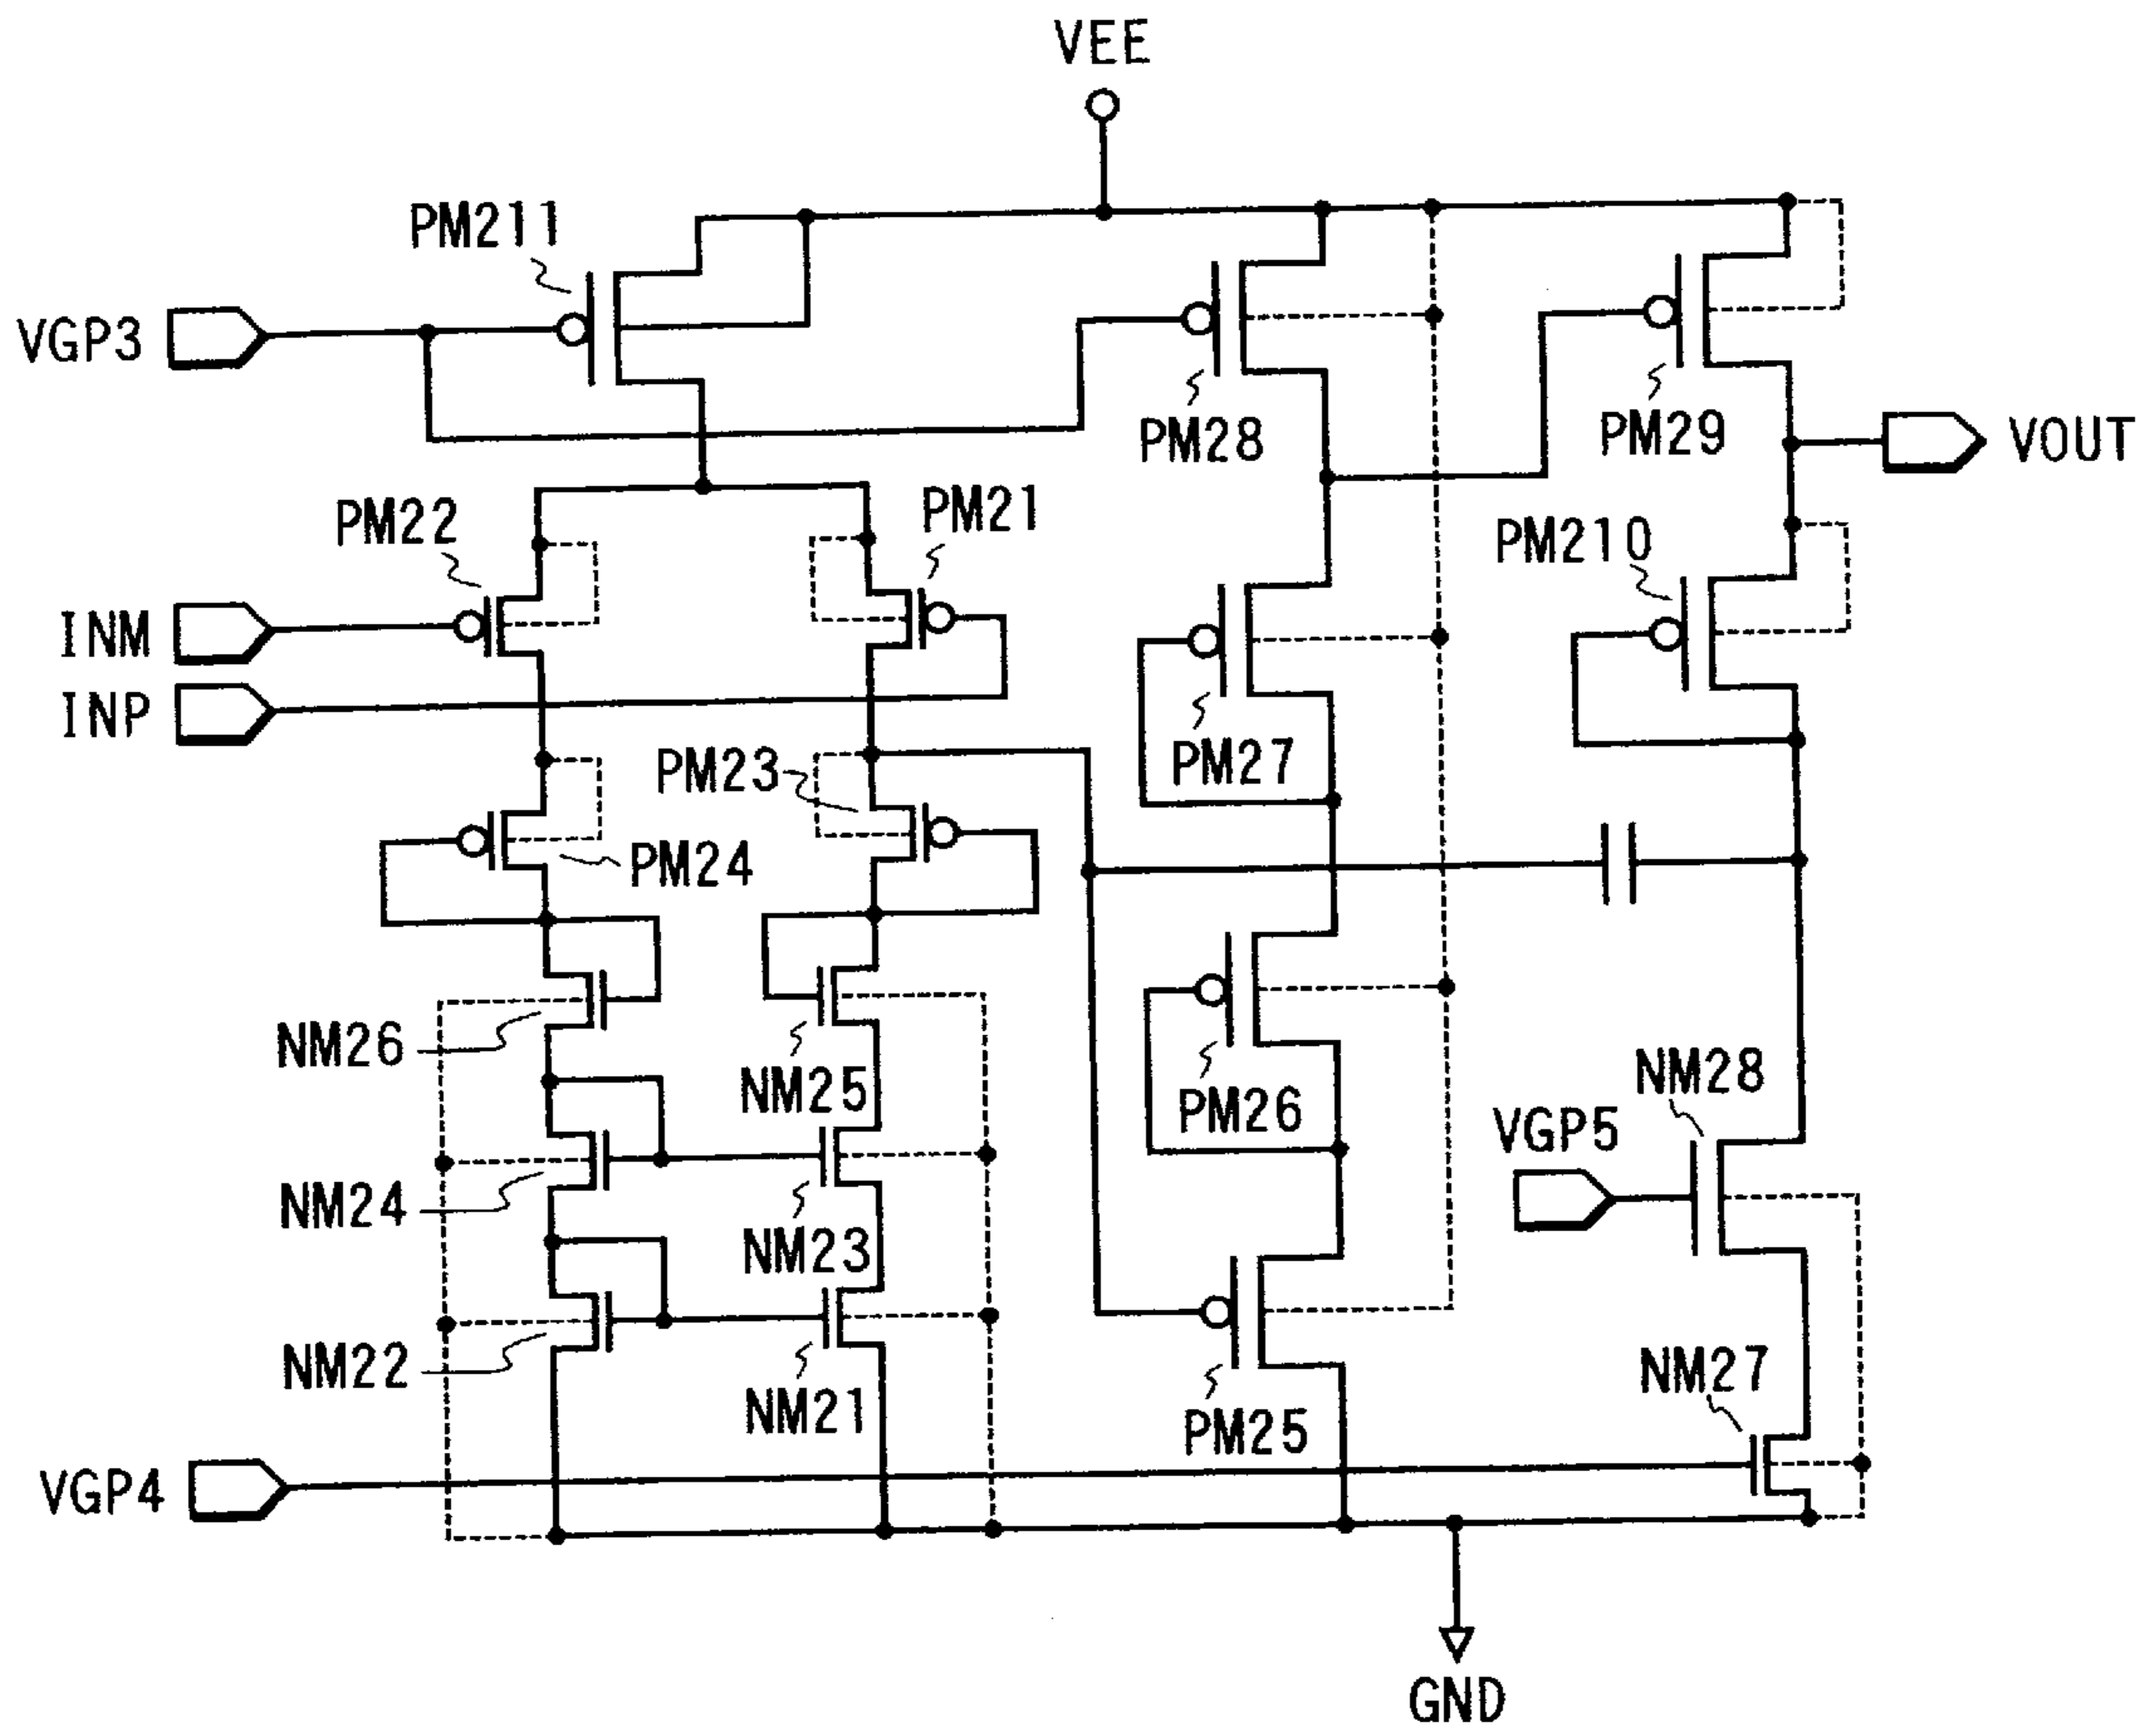 VEE
PM211
VGP3
PM28
PM29
VOUT
PM22
PM21
PM210
INM
INP
PM23
PM27
PM24
NM26
NM25
PM26
NM28
VGP5
NM24
NM23
NM22
NM21
PM25
NM27
VGP4
GND